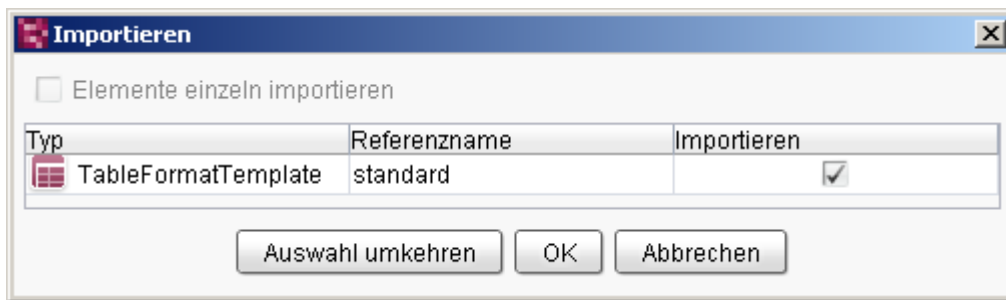 Importieren
Elemente einzeln importieren
Typ Referenzname Importieren
TableFormatTemplate standard
Auswahl umkehren OK Abbrechen